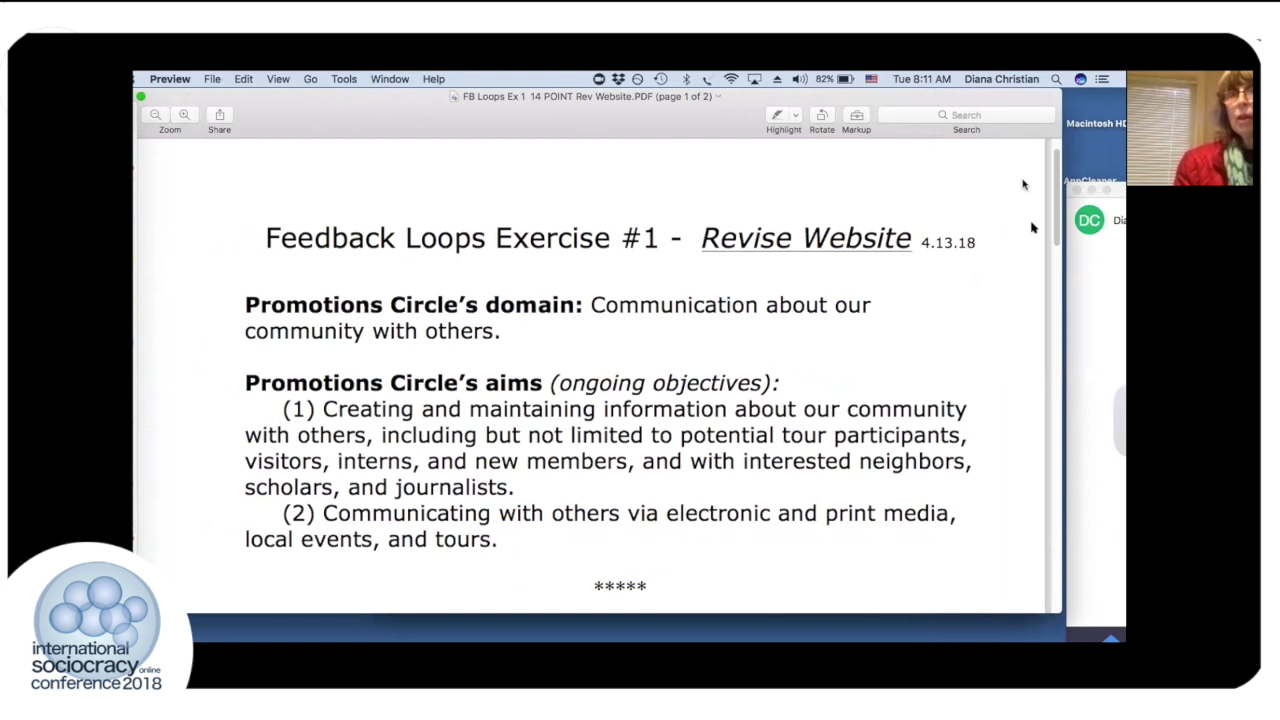 Preview File Edit View Go Tools Window Help 82% Tue 8:11 AM Diana Christian
FB Loops Ex 1 14 POINT Rev Website.PDF (page 1 of 2)
Search
Zoom Share Highlight Rotate Markup Search
Macintosh HD
AppCleaner
DC
Feedback Loops Exercise #1 - Revise Website 4.13.18
Promotions Circle's domain: Communication about our
community with others.
Promotions Circle's aims (ongoing objectives):
(1) Creating and maintaining information about our community
with others, including but not limited to potential tour participants,
visitors, interns, and new members, and with interested neighbors,
scholars, and journalists.
(2) Communicating with others via electronic and print media,
local events, and tours.
*****
international
sociocracy online
conference 2018